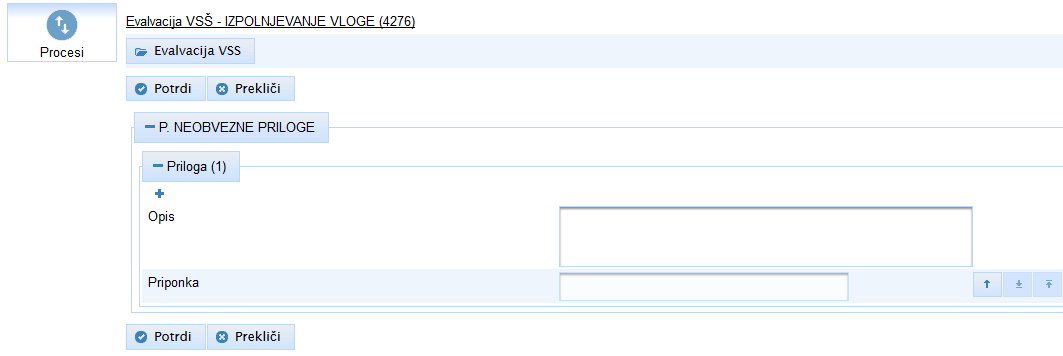 Procesi
Evalvacija VSŠ - IZPOLNJEVANJE VLOGE (4276)
Evalvacija VSS
Potrdi Prekliči
P. NEOBVEZNE PRILOGE
Priloga (1)
Opis
Priponka
Potrdi Prekliči